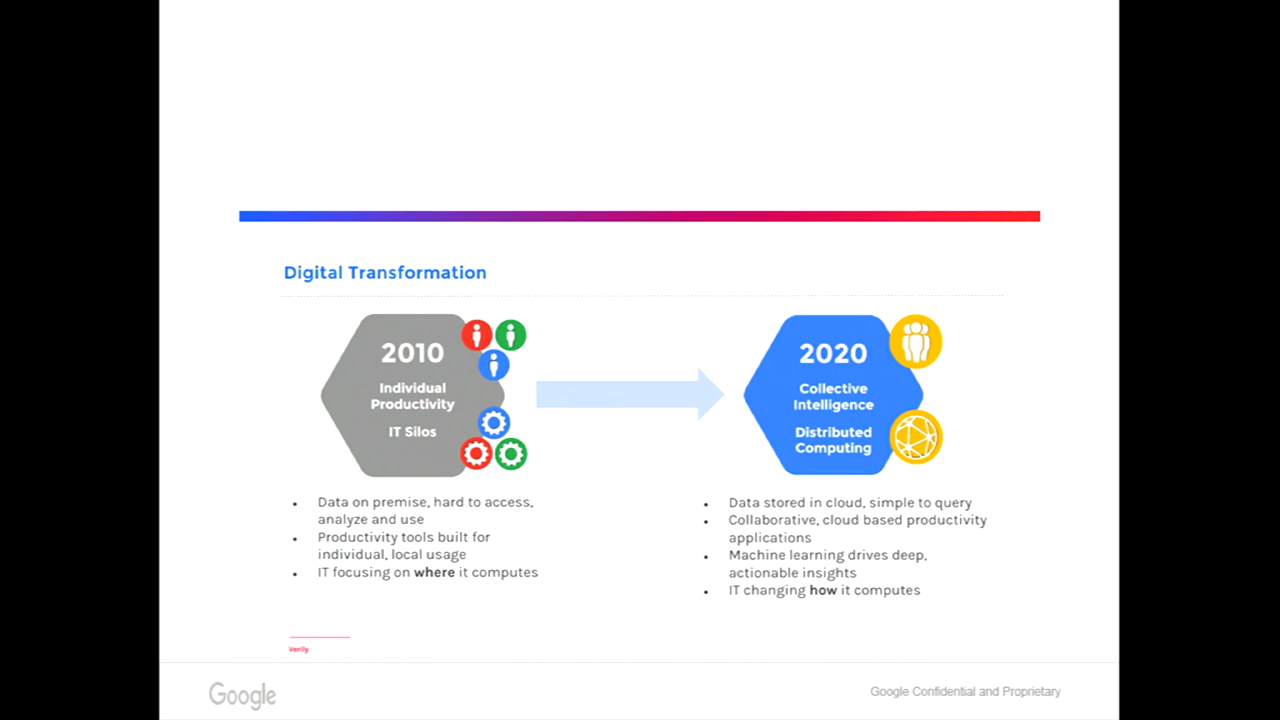 Digital Transformation
2010
Individual
Productivity
IT Silos
2020
Collective
Intelligence
Distributed
Computing
• Data on premise, hard to access,
analyze and use
• Productivity tools built for
individual, local usage
• IT focusing on where it computes
• Data stored in cloud, simple to query
• Collaborative, cloud based productivity
applications
• Machine learning drives deep,
actionable insights
• IT changing how it computes
Verily
Google
Google Confidential and Proprietary